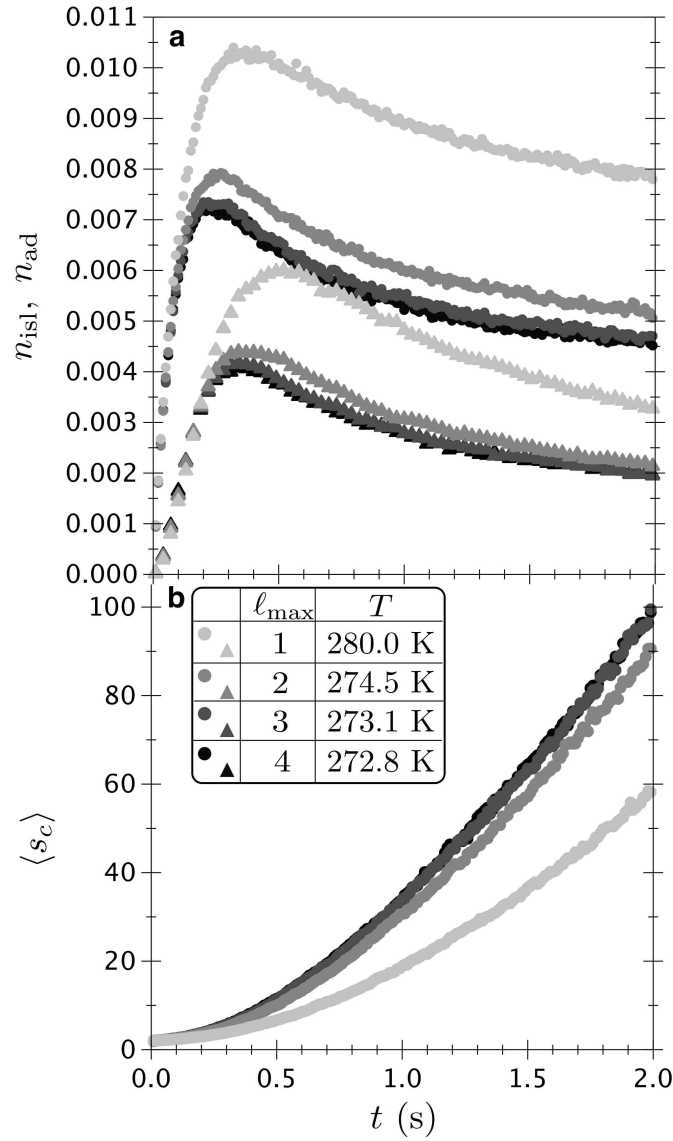 a
0.011
0.010
0.009
0.008
0.007
0.006
0.005
0.004
0.003
0.002
0.001
0.000
n_isl, n_ad
b
ℓ_max T
1 280.0 K
2 274.5 K
3 273.1 K
4 272.8 K
100
80
60
40
20
0
⟨s_c⟩
0.0 0.5 1.0 1.5 2.0
t (s)